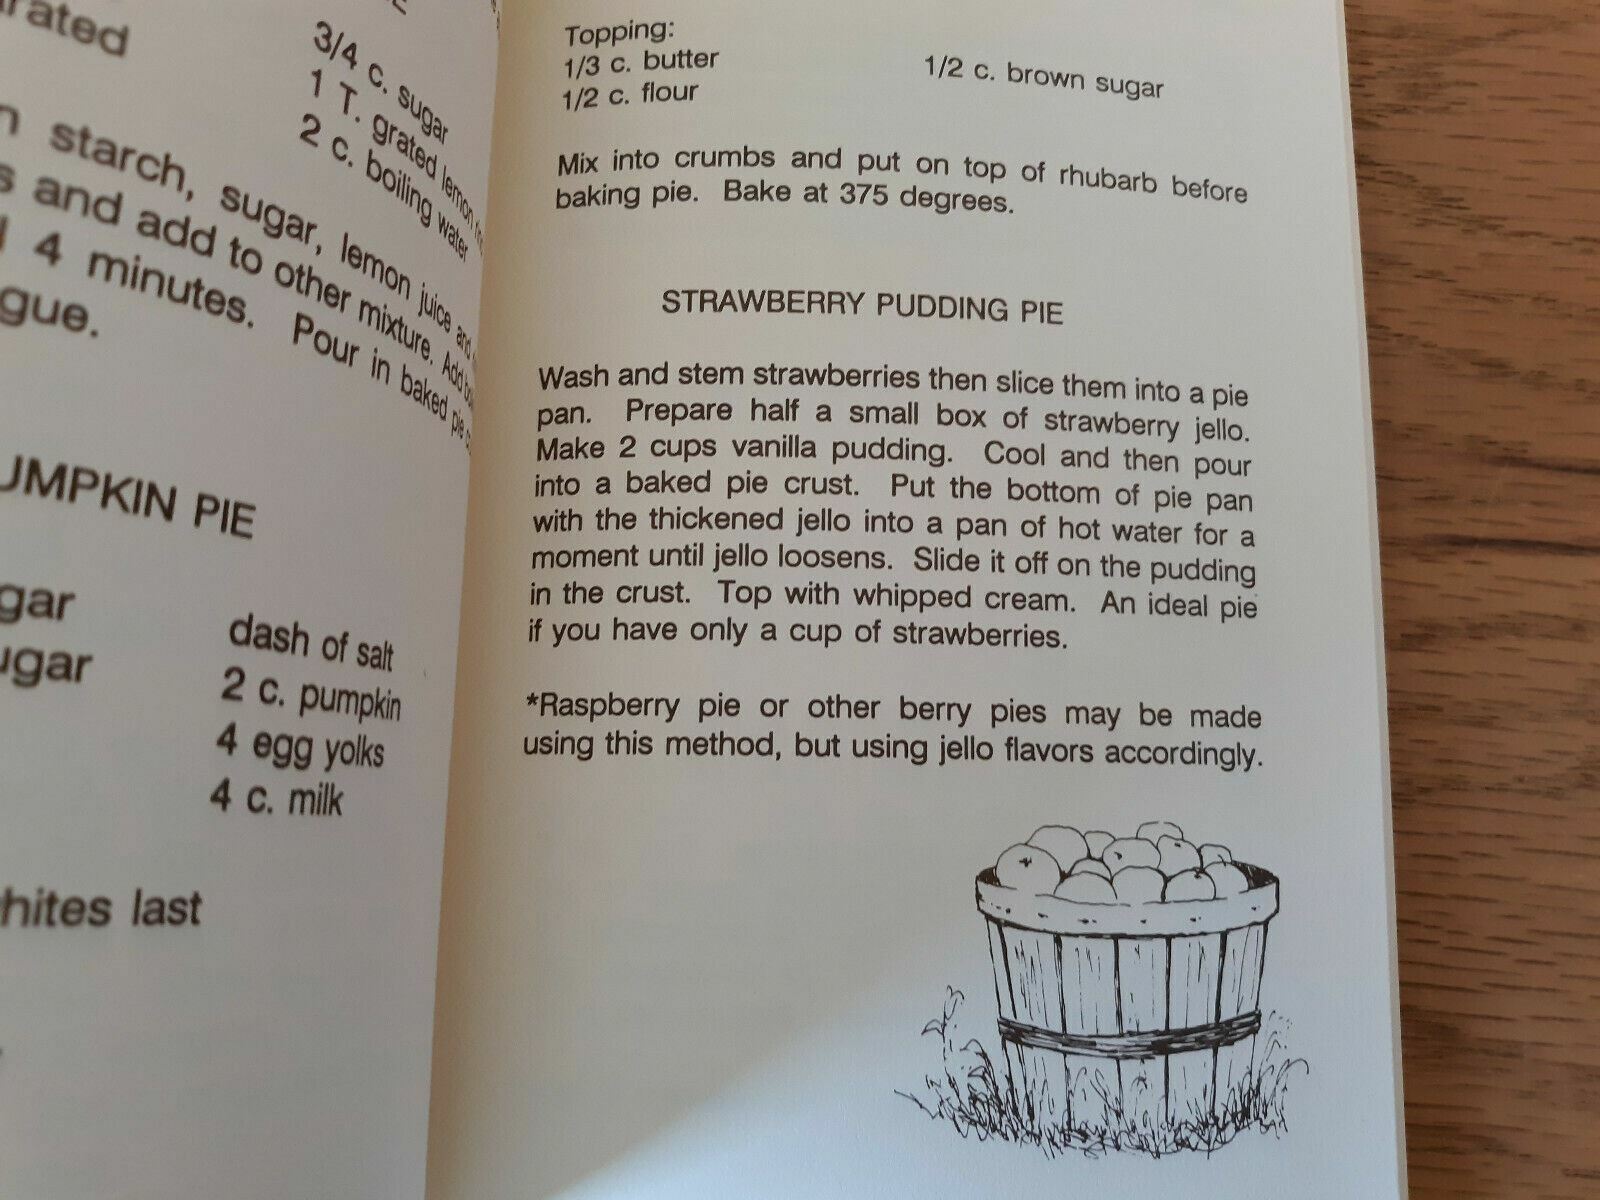 3/4 c. sugar
1 T. grated lemon
2 c. boiling water
starch, sugar, lemon juice and
and add to other mixture. Add
4 minutes. Pour in baked pie
PIE
dash of salt
2 c. pumpkin
4 egg yolks
4 c. milk
last
Topping:
1/3 c. butter 1/2 c. brown sugar
1/2 c. flour
Mix into crumbs and put on top of rhubarb before
baking pie. Bake at 375 degrees.
STRAWBERRY PUDDING PIE
Wash and stem strawberries then slice them into a pie
pan. Prepare half a small box of strawberry jello.
Make 2 cups vanilla pudding. Cool and then pour
into a baked pie crust. Put the bottom of pie pan
with the thickened jello into a pan of hot water for a
moment until jello loosens. Slide it off on the pudding
in the crust. Top with whipped cream. An ideal pie
if you have only a cup of strawberries.
*Raspberry pie or other berry pies may be made
using this method, but using jello flavors accordingly.